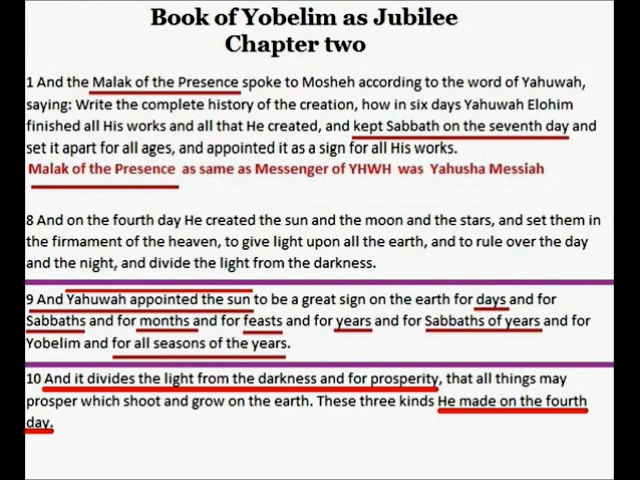 Book of Yobelim as Jubilee
Chapter two
1 And the Malak of the Presence spoke to Mosheh according to the word of Yahuwah,
saying: Write the complete history of the creation, how in six days Yahuwah Elohim
finished all His works and all that He created, and kept Sabbath on the seventh day and
set it apart for all ages, and appointed it as a sign for all His works.
Malak of the Presence as same as Messenger of YHWH was Yahusha Messiah
8 And on the fourth day He created the sun and the moon and the stars, and set them in
the firmament of the heaven, to give light upon all the earth, and to rule over the day
and the night, and divide the light from the darkness.
9 And Yahuwah appointed the sun to be a great sign on the earth for days and for
Sabbaths and for months and for feasts and for years and for Sabbaths of years and for
Yobelim and for all seasons of the years.
10 And it divides the light from the darkness and for prosperity, that all things may
prosper which shoot and grow on the earth. These three kinds He made on the fourth
day.